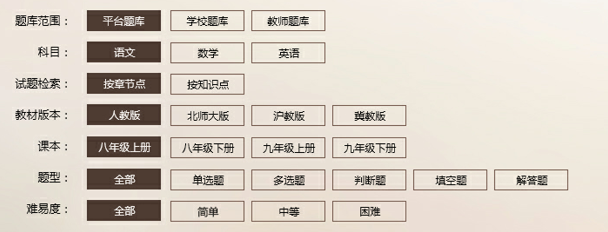 题库范围： 平台题库 学校题库 教师题库
科目： 语文 数学 英语
试题检索： 按章节点 按知识点
教材版本： 人教版 北师大版 沪教版 冀教版
课本： 八年级上册 八年级下册 九年级上册 九年级下册
题型： 全部 单选题 多选题 判断题 填空题 解答题
难易度： 全部 简单 中等 困难